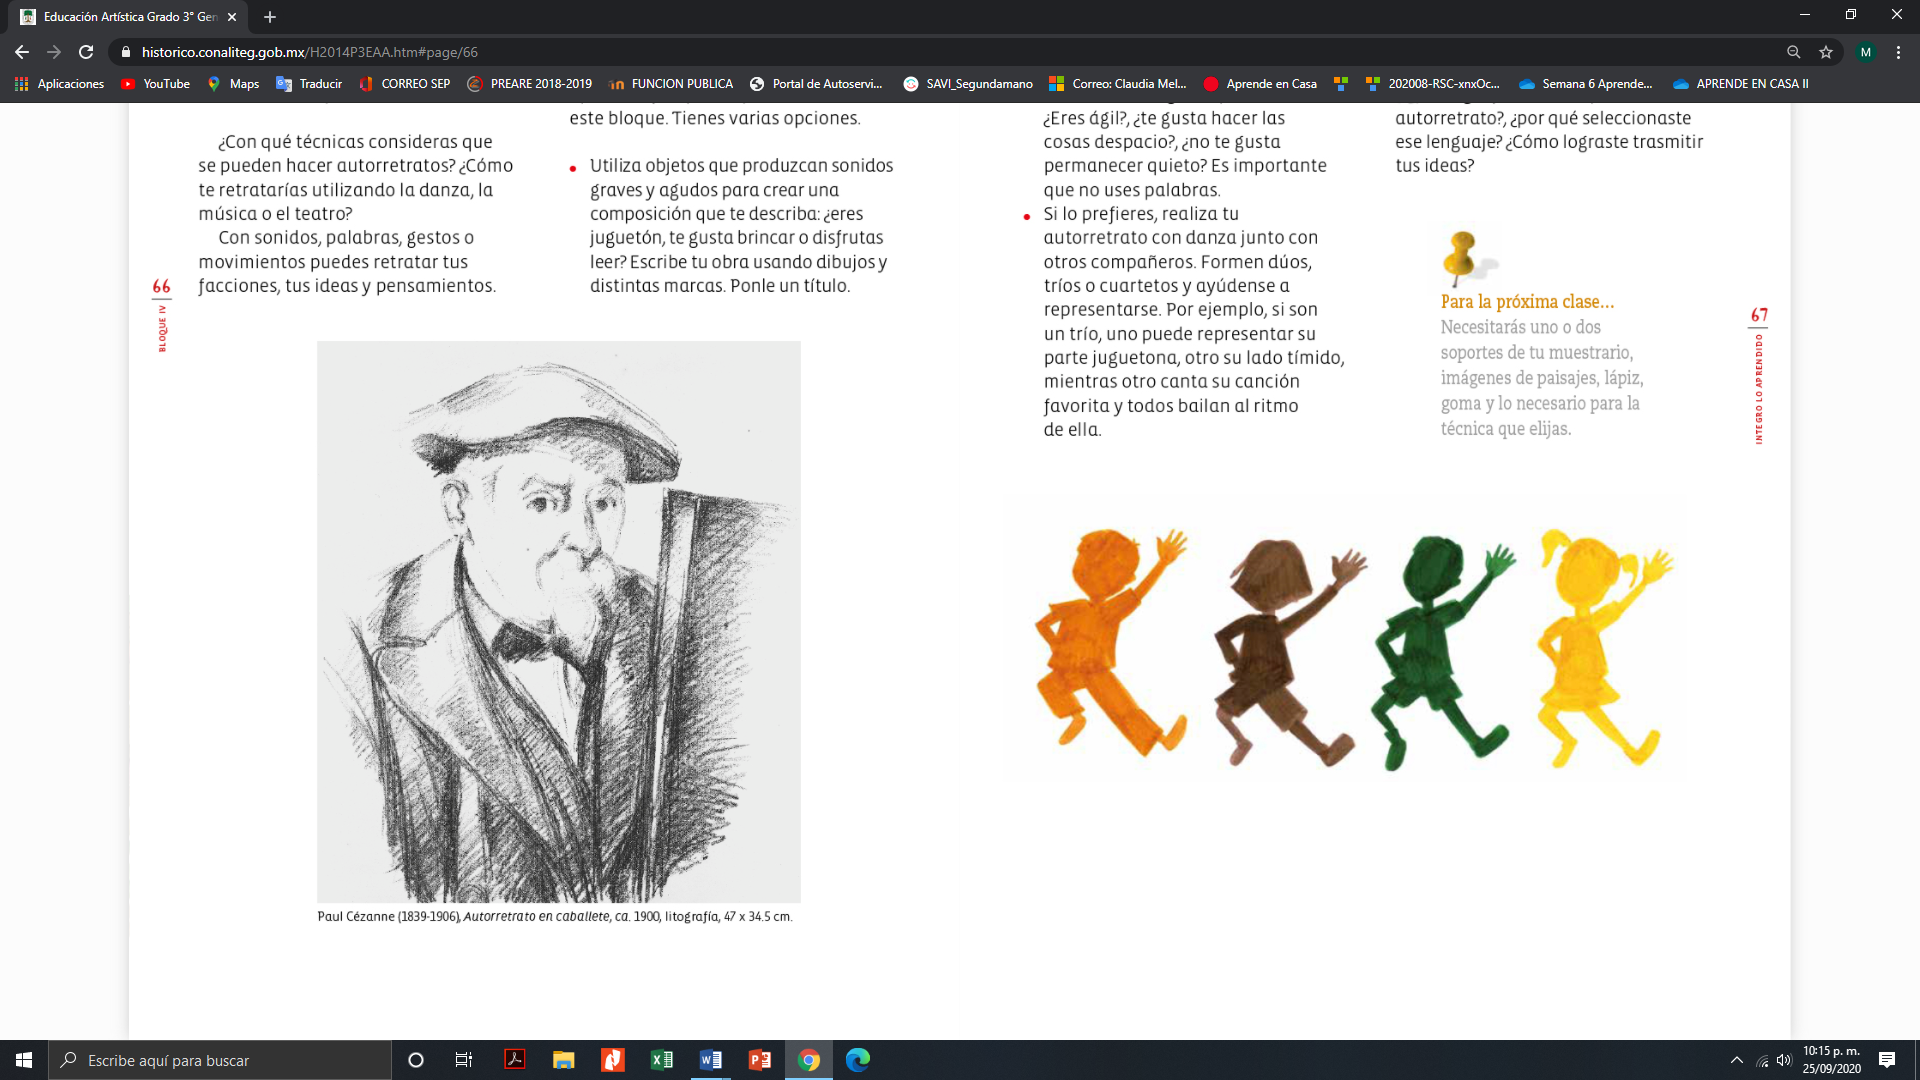 Educación Artística Grado 3° Gen
historico.conaliteg.gob.mx/H2014P3EAA.htm#page/66
M
Aplicaciones
YouTube
Maps
Traducir
CORREO SEP
PREARE 2018-2019
FUNCION PUBLICA
Portal de Autoservi...
SAVI_Segundamano
Correo: Claudia Mel...
Aprende en Casa
202008-RSC-xnxOc...
Semana 6 Aprende...
APRENDE EN CASA II
¿Con qué técnicas consideras que
se pueden hacer autorretratos? ¿Cómo
te retratarías utilizando la danza, la
música o el teatro?
Con sonidos, palabras, gestos o
movimientos puedes retratar tus
facciones, tus ideas y pensamientos.
66
BLOQUE IV
este bloque. Tienes varias opciones.
• Utiliza objetos que produzcan sonidos
graves y agudos para crear una
composición que te describa: ¿eres
juguetón, te gusta brincar o disfrutas
leer? Escribe tu obra usando dibujos y
distintas marcas. Ponle un título.
Paul Cézanne (1839-1906), Autorretrato en caballete, ca. 1900, litografía, 47 x 34.5 cm.
¿Eres ágil?, ¿te gusta hacer las
cosas despacio?, ¿no te gusta
permanecer quieto? Es importante
que no uses palabras.
• Si lo prefieres, realiza tu
autorretrato con danza junto con
otros compañeros. Formen dúos,
tríos o cuartetos y ayúdense a
representarse. Por ejemplo, si son
un trío, uno puede representar su
parte juguetona, otro su lado tímido,
mientras otro canta su canción
favorita y todos bailan al ritmo
de ella.
autorretrato?, ¿por qué seleccionaste
ese lenguaje? ¿Cómo lograste trasmitir
tus ideas?
Para la próxima clase...
Necesitarás uno o dos
soportes de tu muestrario,
imágenes de paisajes, lápiz,
goma y lo necesario para la
técnica que elijas.
67
INTEGRO LO APRENDIDO
Escribe aquí para buscar
10:15 p. m.
25/09/2020